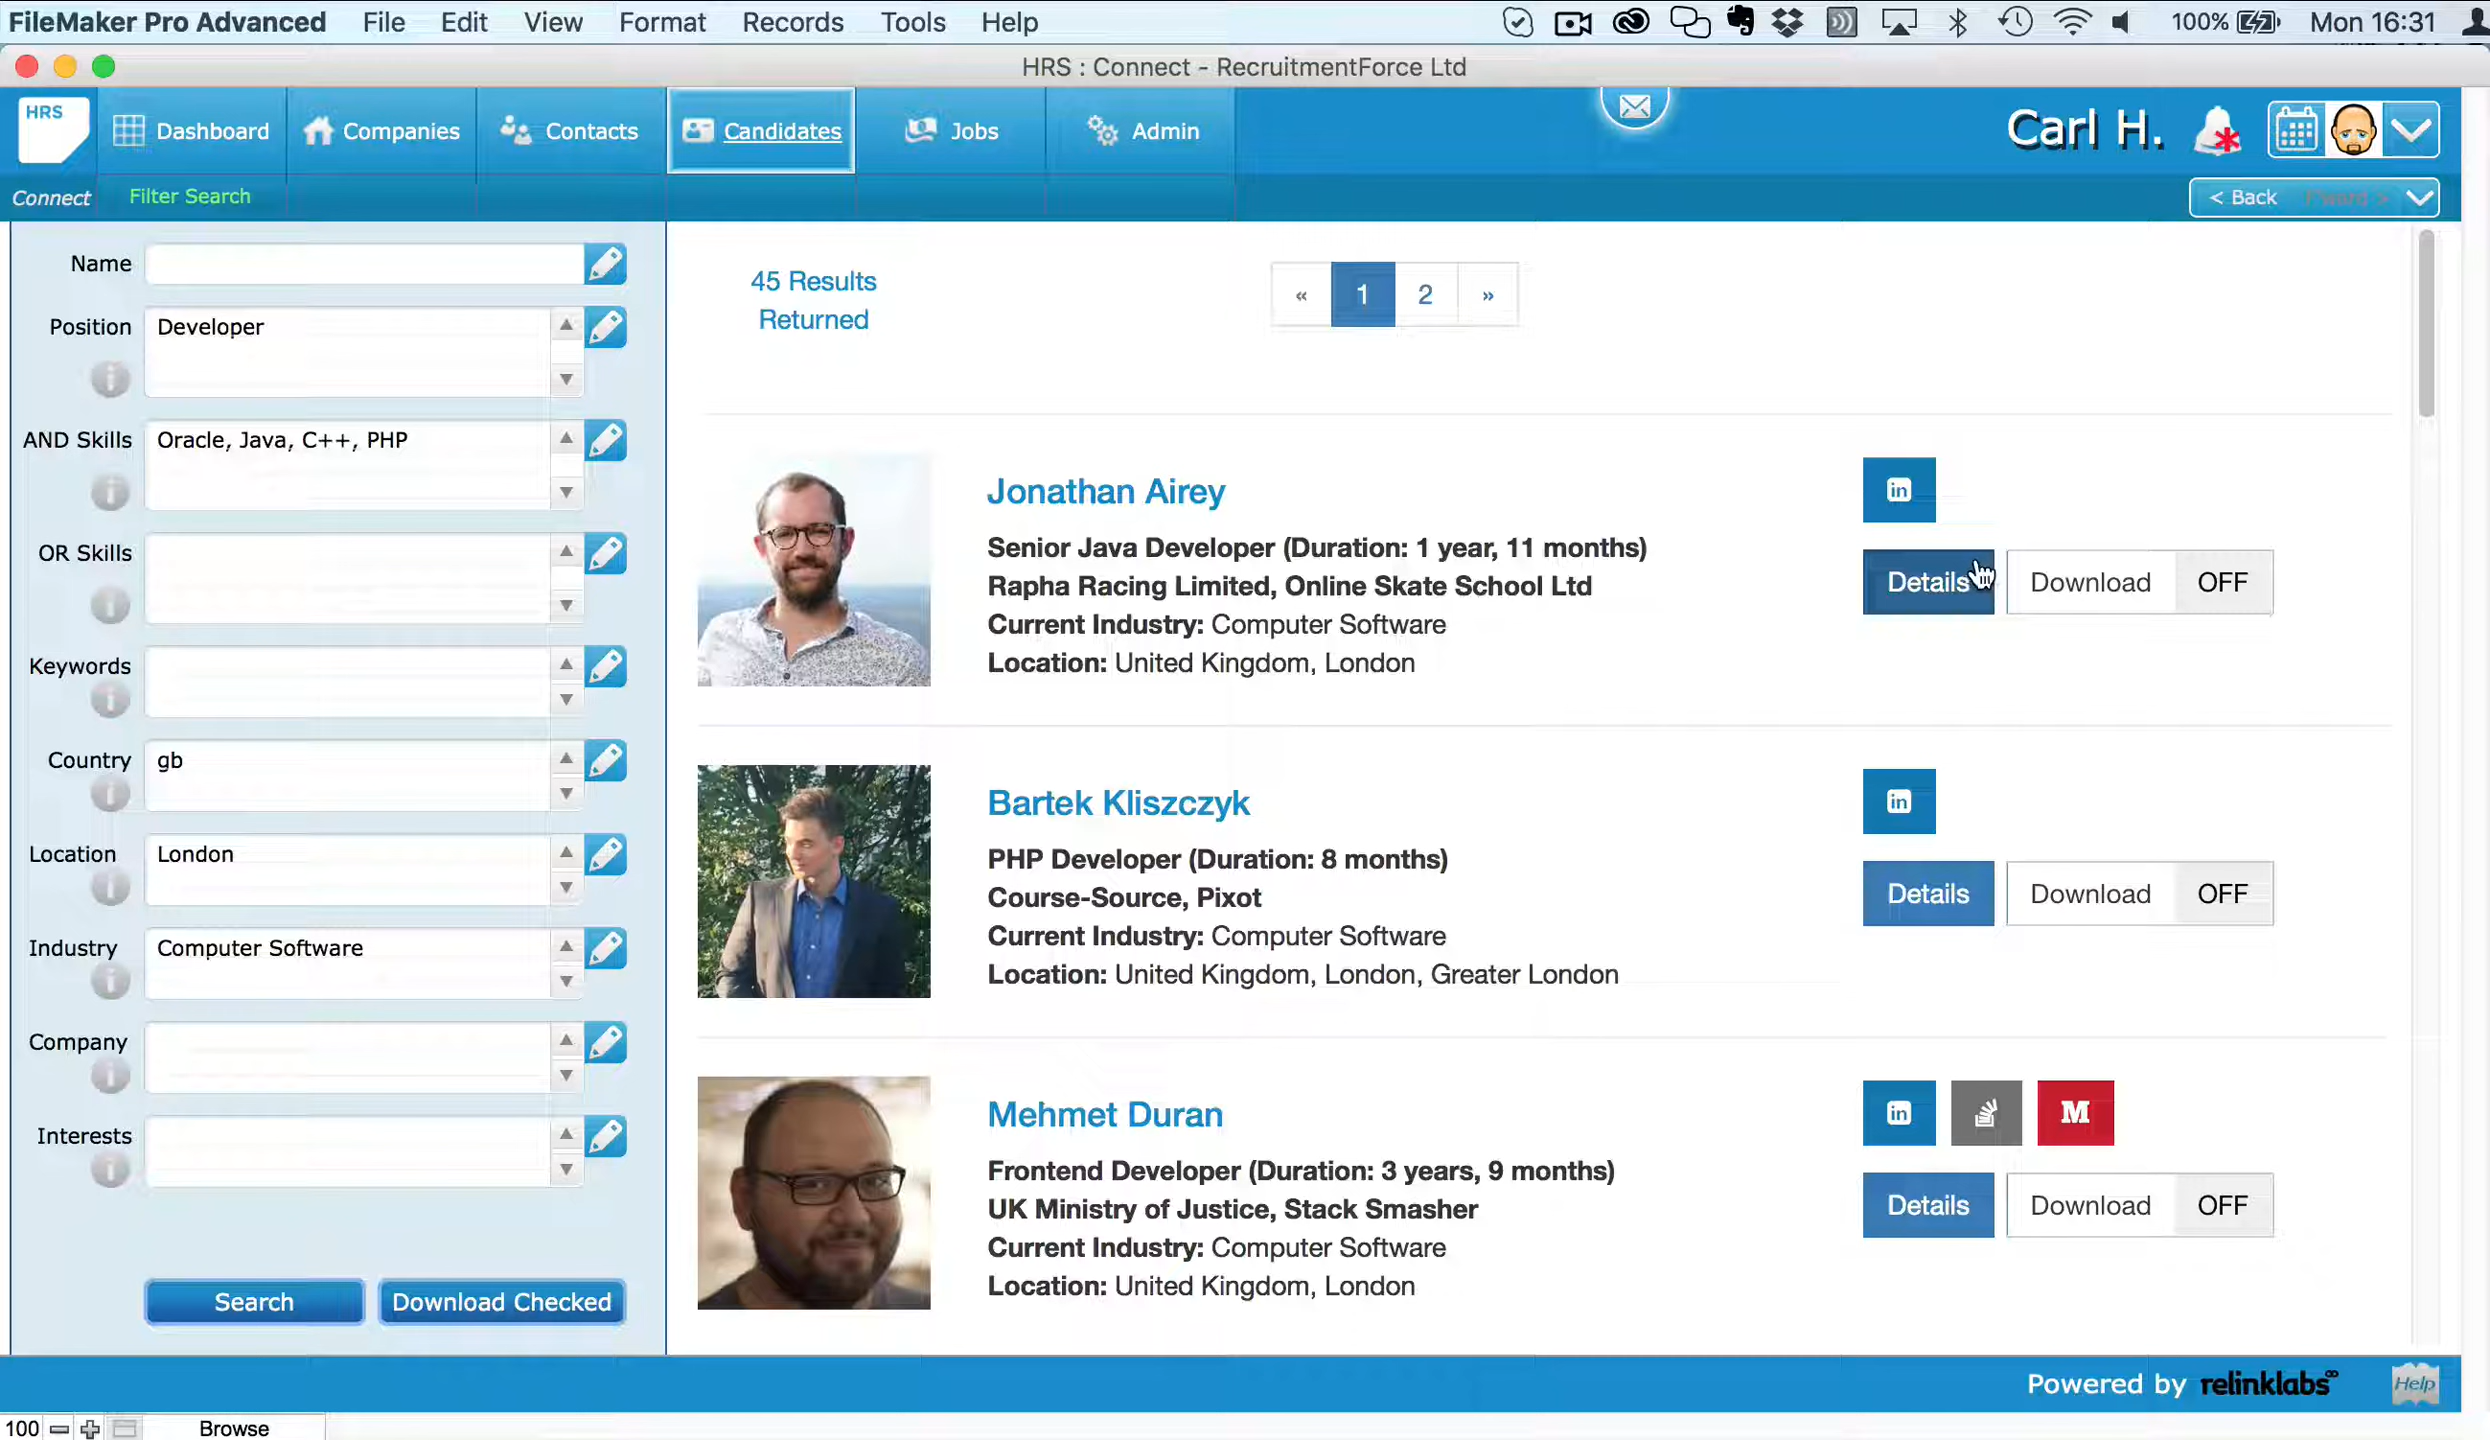 FileMaker Pro Advanced File Edit View Format Records Tools Help 100% Mon 16:31
HRS : Connect - RecruitmentForce Ltd
HRS Dashboard Companies Contacts Candidates Jobs Admin Carl H.
Connect Filter Search < Back
Name
Position Developer
AND Skills Oracle, Java, C++, PHP
OR Skills
Keywords
Country gb
Location London
Industry Computer Software
Company
Interests
Search Download Checked
45 Results
Returned
« 1 2 »
Jonathan Airey
Senior Java Developer (Duration: 1 year, 11 months)
Rapha Racing Limited, Online Skate School Ltd
Current Industry: Computer Software
Location: United Kingdom, London
in
Details Download OFF
Bartek Kliszczyk
PHP Developer (Duration: 8 months)
Course-Source, Pixot
Current Industry: Computer Software
Location: United Kingdom, London, Greater London
in
Details Download OFF
Mehmet Duran
Frontend Developer (Duration: 3 years, 9 months)
UK Ministry of Justice, Stack Smasher
Current Industry: Computer Software
Location: United Kingdom, London
in M
Details Download OFF
Powered by relinklabs Help
100 Browse